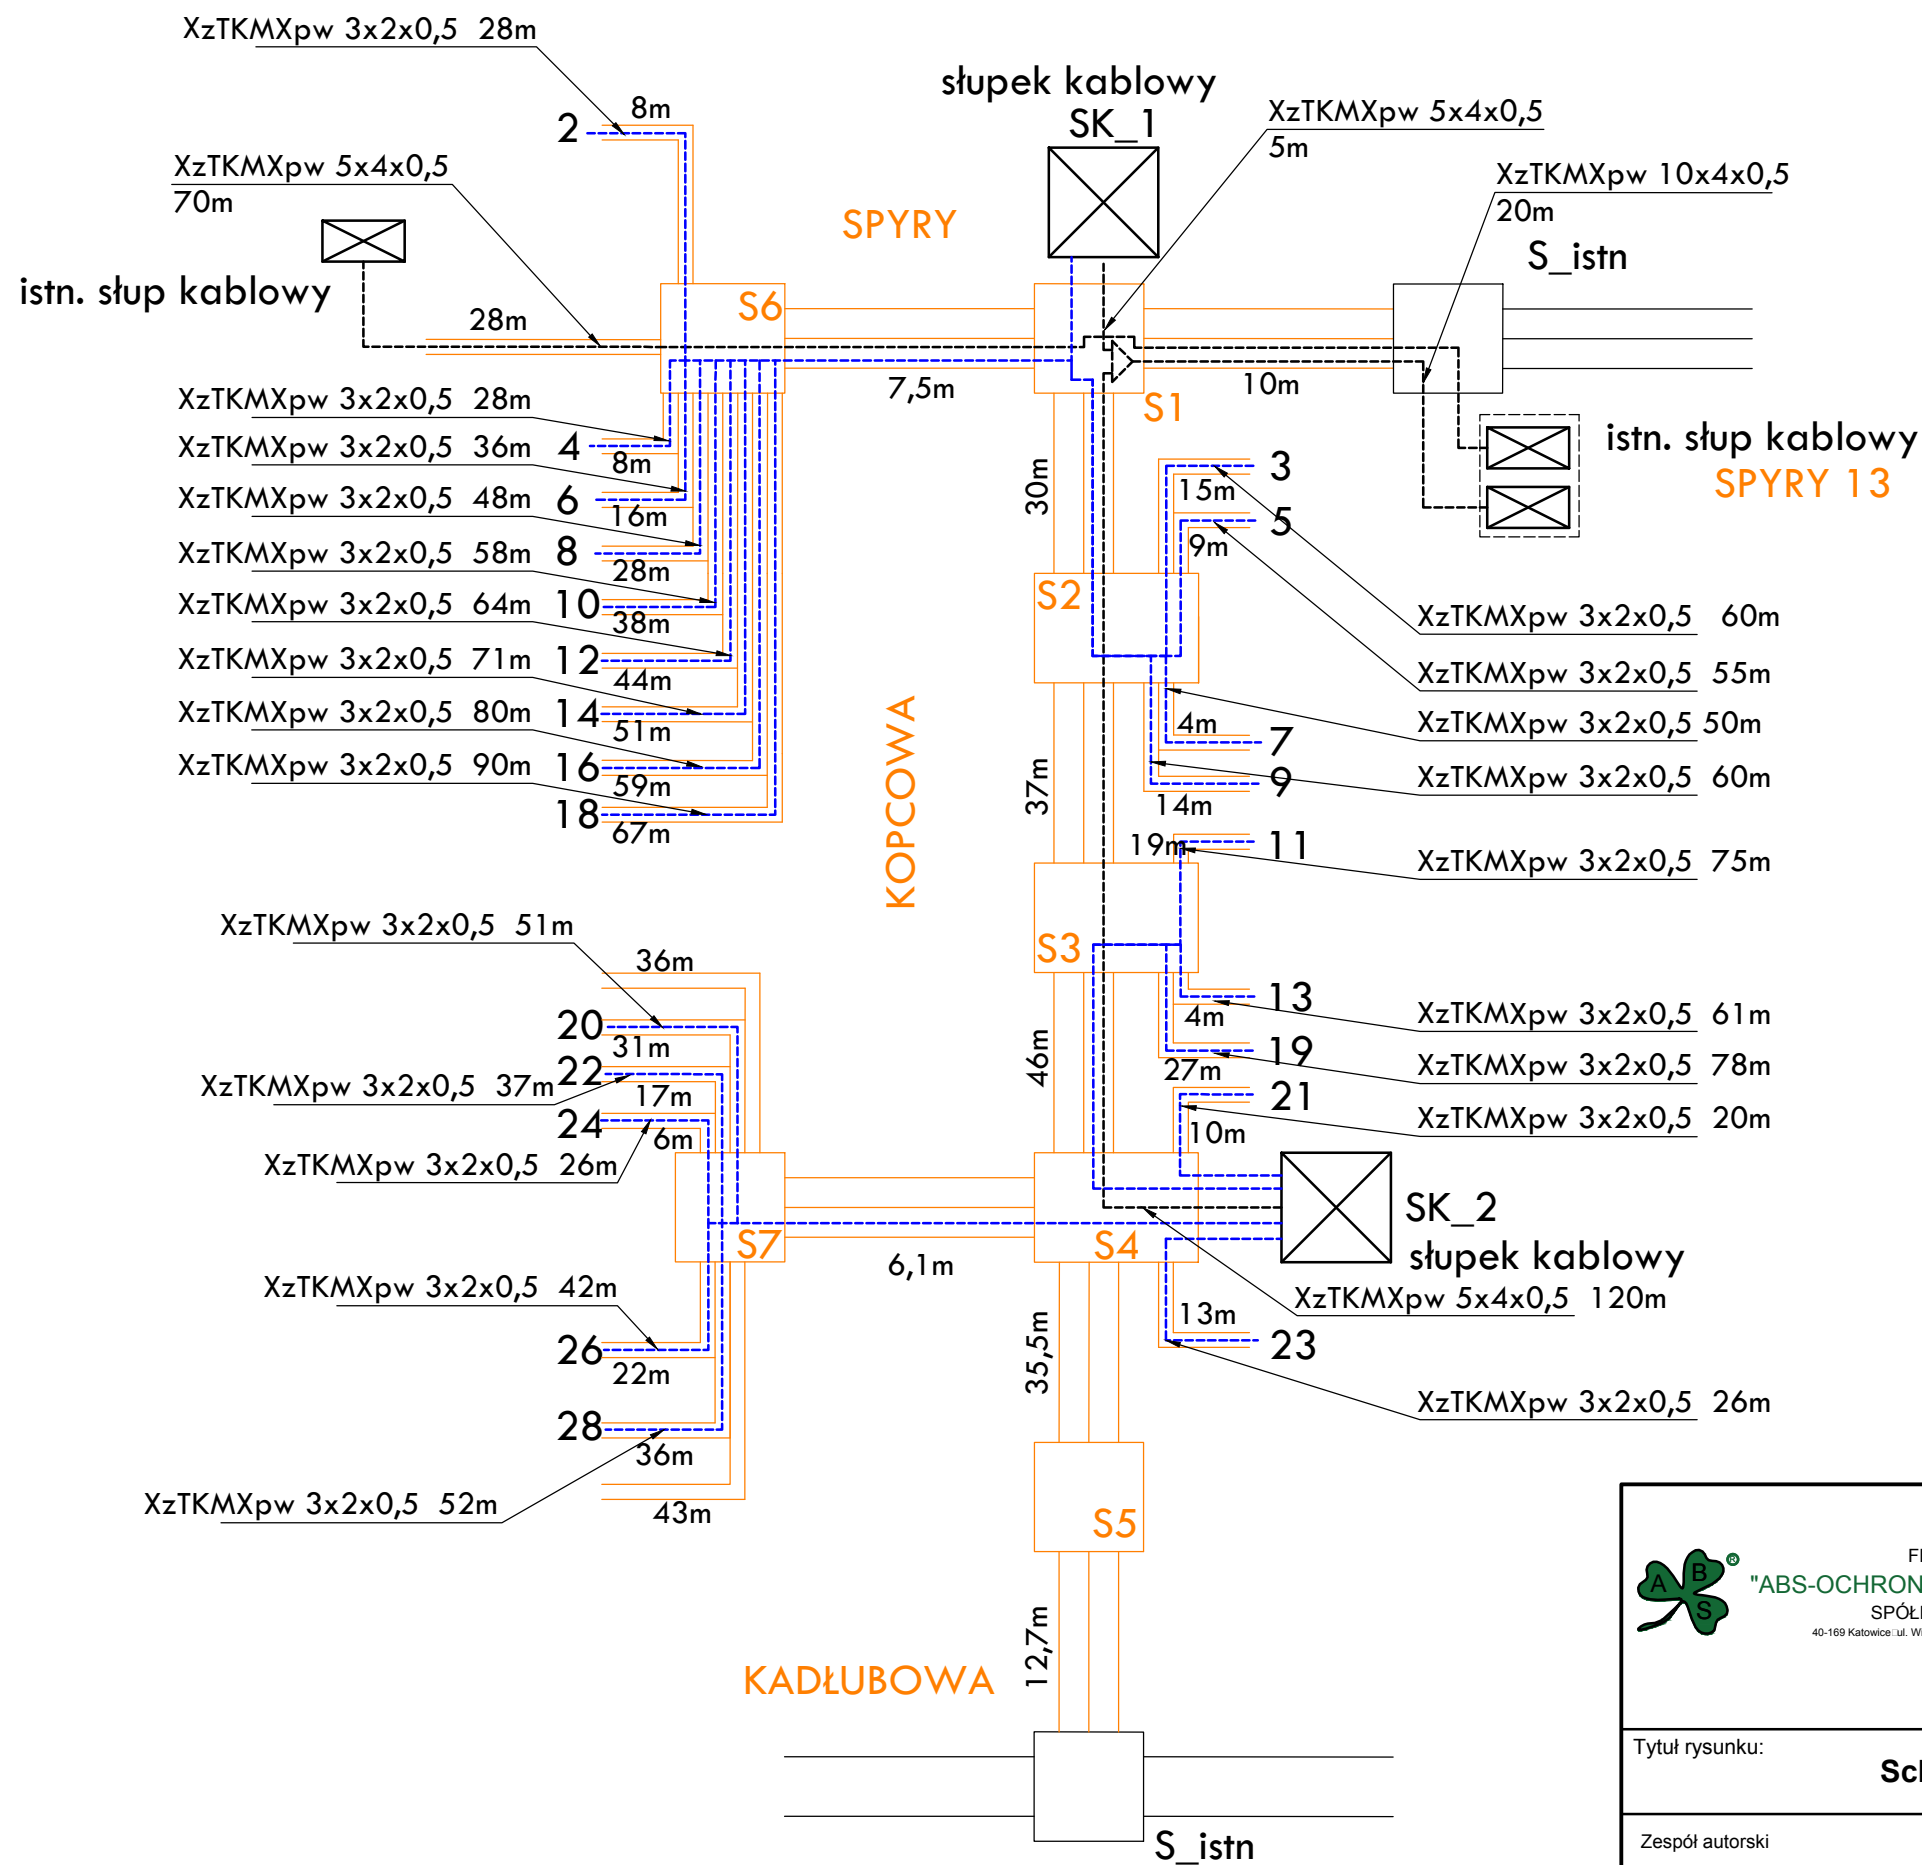 XzTKMXpw 3x2x0,5 28m
8m
2
słupek kablowy
SK_1
XzTKMXpw 5x4x0,5
5m
XzTKMXpw 5x4x0,5
70m
XzTKMXpw 10x4x0,5
20m
SPYRY
S_istn
istn. słup kablowy
28m
S6
7,5m
S1
10m
istn. słup kablowy
SPYRY 13
XzTKMXpw 3x2x0,5 28m
4
8m
XzTKMXpw 3x2x0,5 36m
6
16m
XzTKMXpw 3x2x0,5 48m
8
28m
XzTKMXpw 3x2x0,5 58m
10
38m
XzTKMXpw 3x2x0,5 64m
12
44m
XzTKMXpw 3x2x0,5 71m
14
51m
XzTKMXpw 3x2x0,5 80m
16
59m
XzTKMXpw 3x2x0,5 90m
18
67m
30m
3
15m
5
9m
S2
XzTKMXpw 3x2x0,5 60m
XzTKMXpw 3x2x0,5 55m
XzTKMXpw 3x2x0,5 50m
4m
7
XzTKMXpw 3x2x0,5 60m
9
14m
37m
KOPCOWA
19m
11
XzTKMXpw 3x2x0,5 75m
S3
13
4m
XzTKMXpw 3x2x0,5 61m
19
27m
XzTKMXpw 3x2x0,5 78m
46m
21
10m
XzTKMXpw 3x2x0,5 20m
XzTKMXpw 3x2x0,5 51m
36m
20
31m
22
XzTKMXpw 3x2x0,5 37m
17m
24
6m
XzTKMXpw 3x2x0,5 26m
S7
6,1m
S4
SK_2
słupek kablowy
XzTKMXpw 5x4x0,5 120m
XzTKMXpw 3x2x0,5 42m
26
22m
28
36m
XzTKMXpw 3x2x0,5 52m
43m
35,5m
13m
23
XzTKMXpw 3x2x0,5 26m
S5
12,7m
KADŁUBOWA
S_istn
A B S ®
FI
"ABS-OCHRON
SPÓŁ
40-169 Katowice ul. W
Tytuł rysunku:
Sc
Zespół autorski